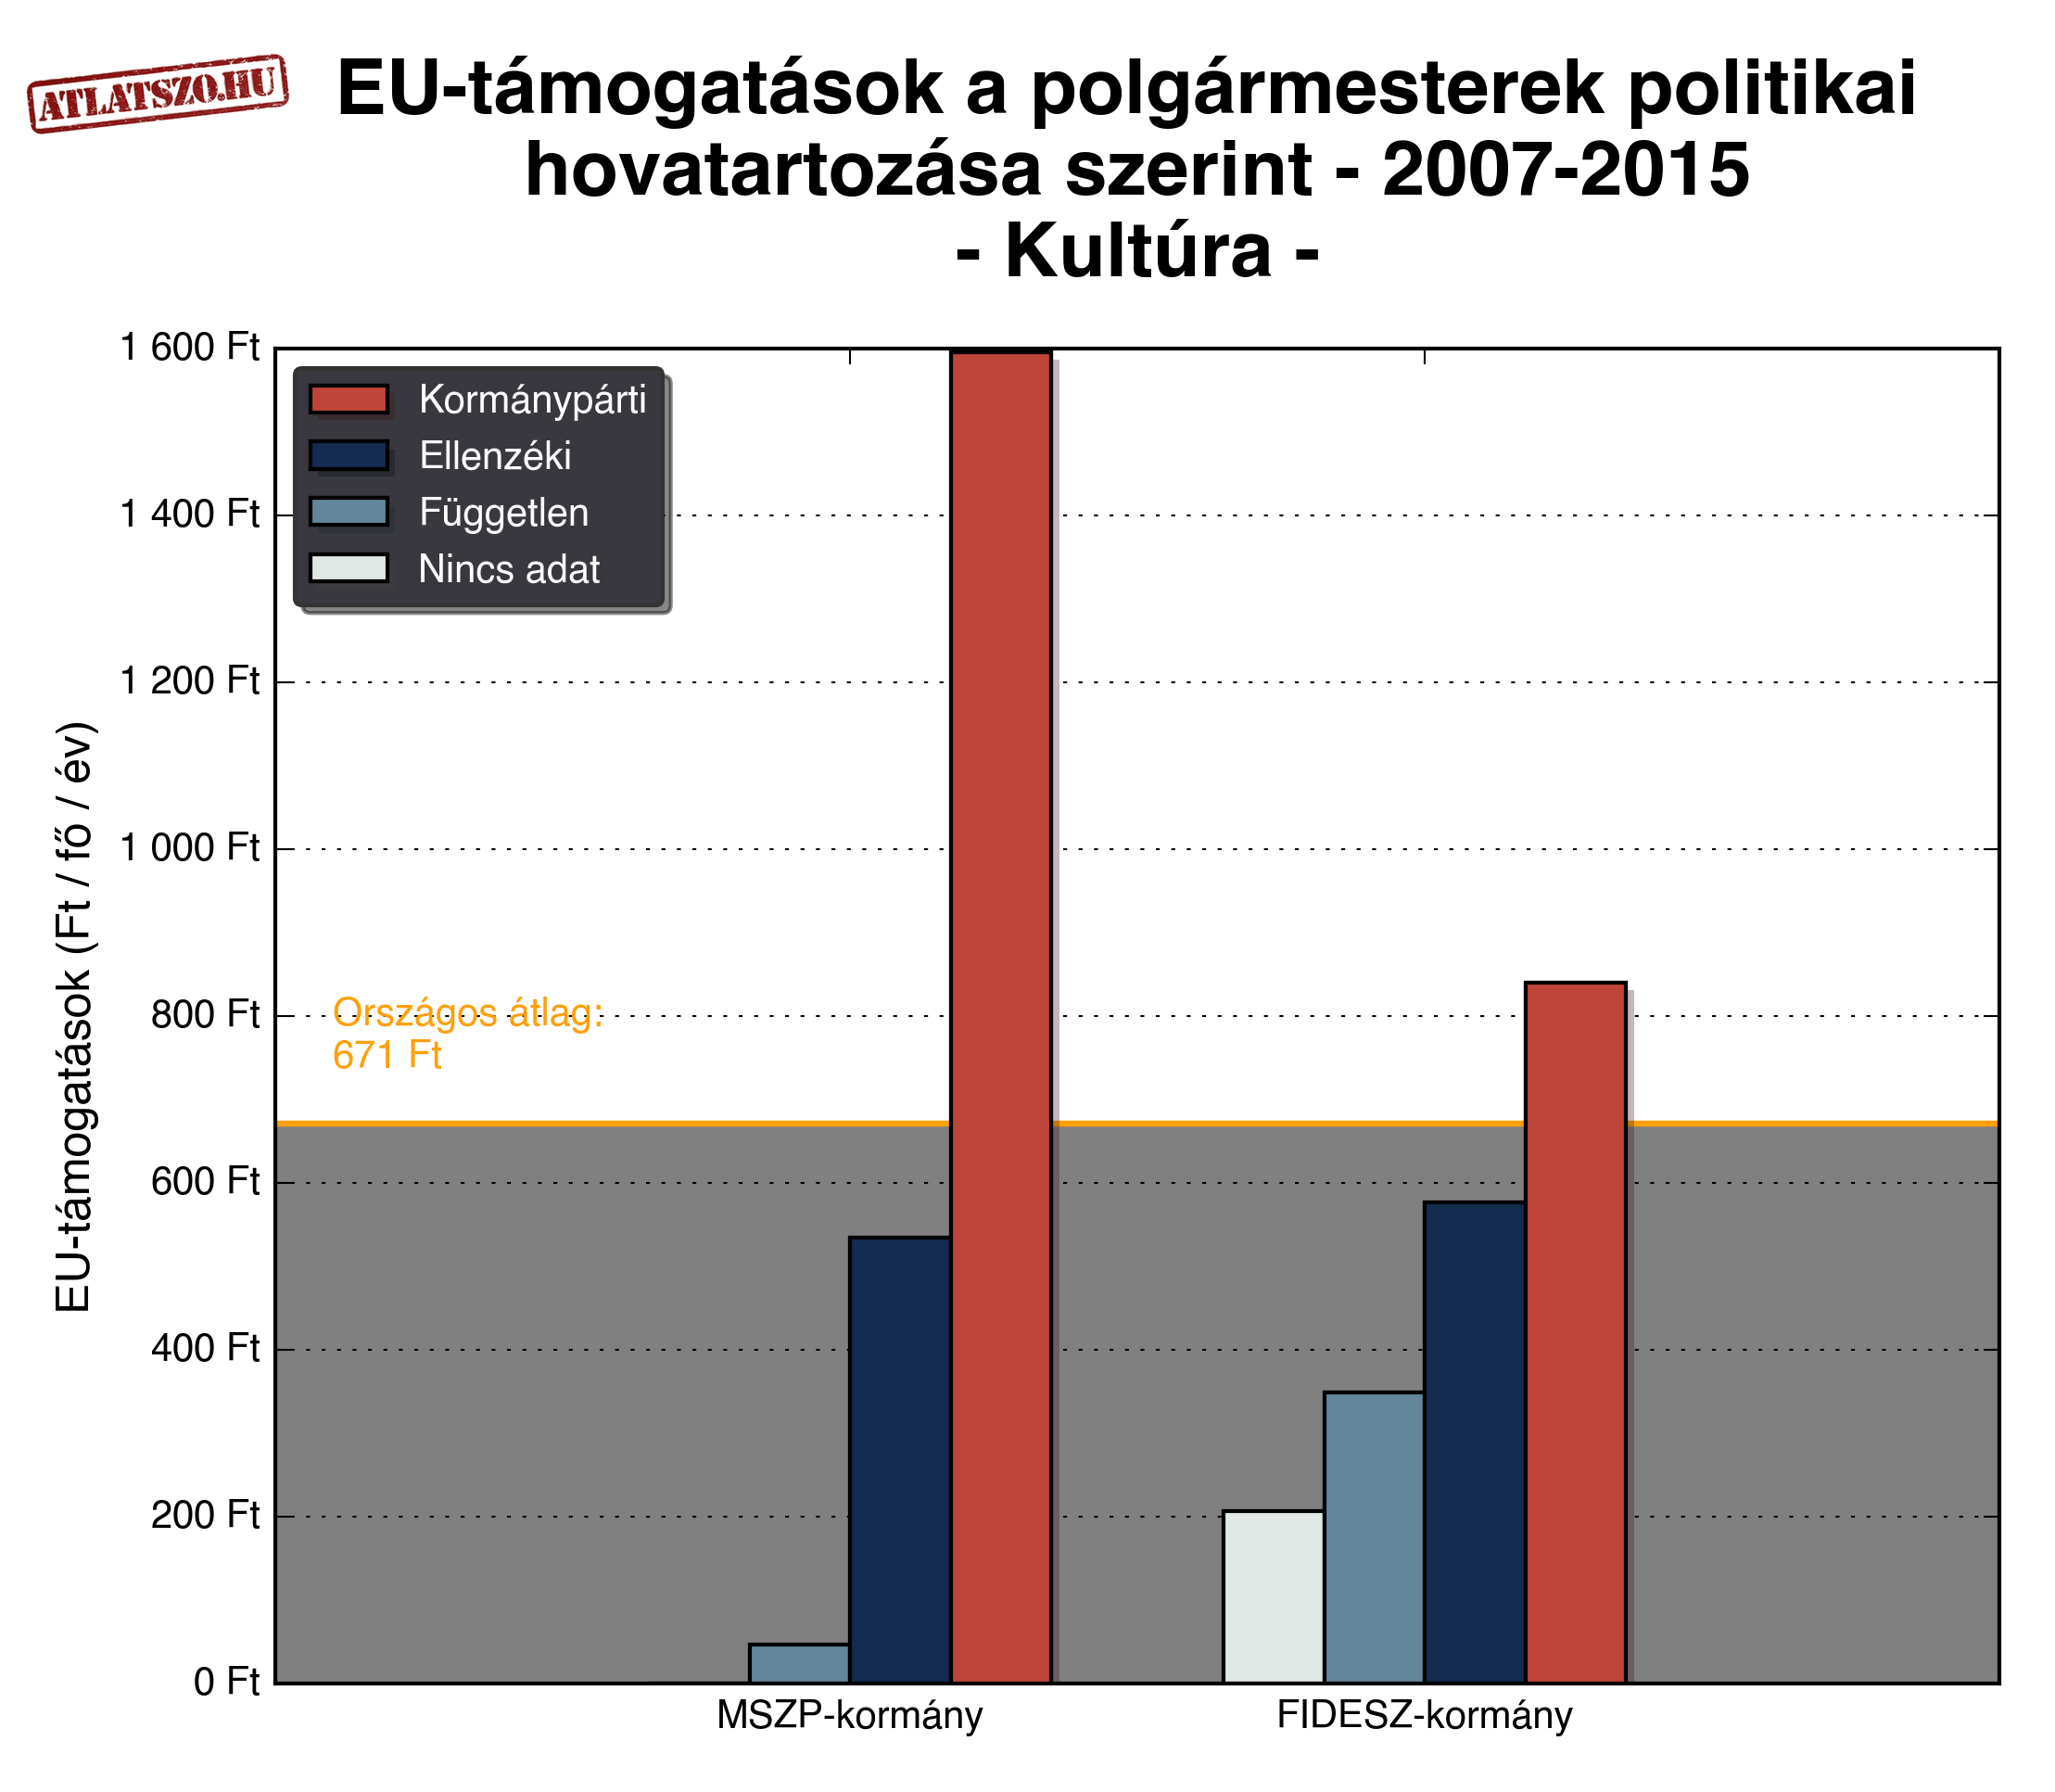 ATLATSZO.HU
EU-támogatások a polgármesterek politikai
hovatartozása szerint - 2007-2015
- Kultúra -
EU-támogatások (Ft / fő / év)
1 600 Ft
1 400 Ft
1 200 Ft
1 000 Ft
800 Ft
600 Ft
400 Ft
200 Ft
0 Ft
Kormánypárti
Ellenzéki
Független
Nincs adat
Országos átlag:
671 Ft
MSZP-kormány
FIDESZ-kormány